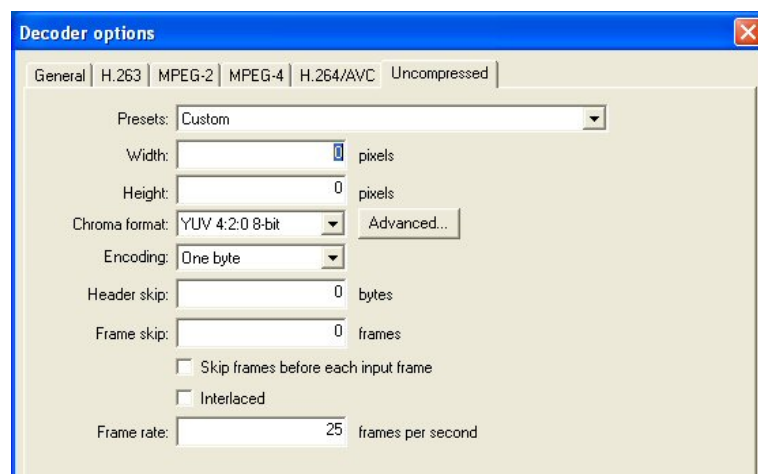 Decoder options
General H.263 MPEG-2 MPEG-4 H.264/AVC Uncompressed
Presets: Custom
Width: 0 pixels
Height: 0 pixels
Chroma format: YUV 4:2:0 8-bit Advanced...
Encoding: One byte
Header skip: 0 bytes
Frame skip: 0 frames
Skip frames before each input frame
Interlaced
Frame rate: 25 frames per second